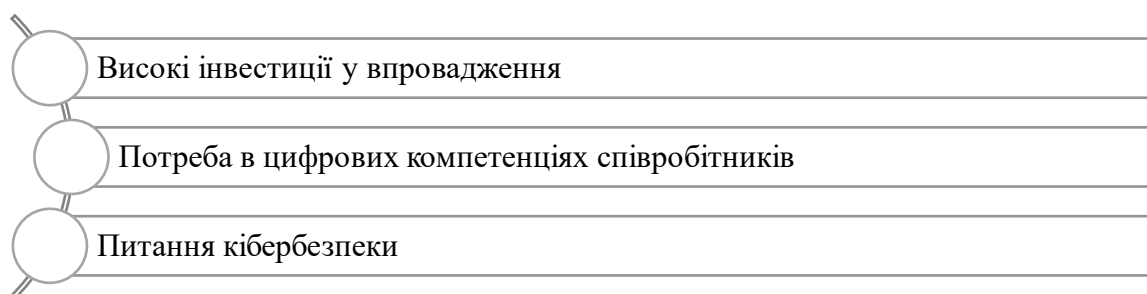 Високі інвестиції у впровадження
Потреба в цифрових компетенціях співробітників
Питання кібербезпеки